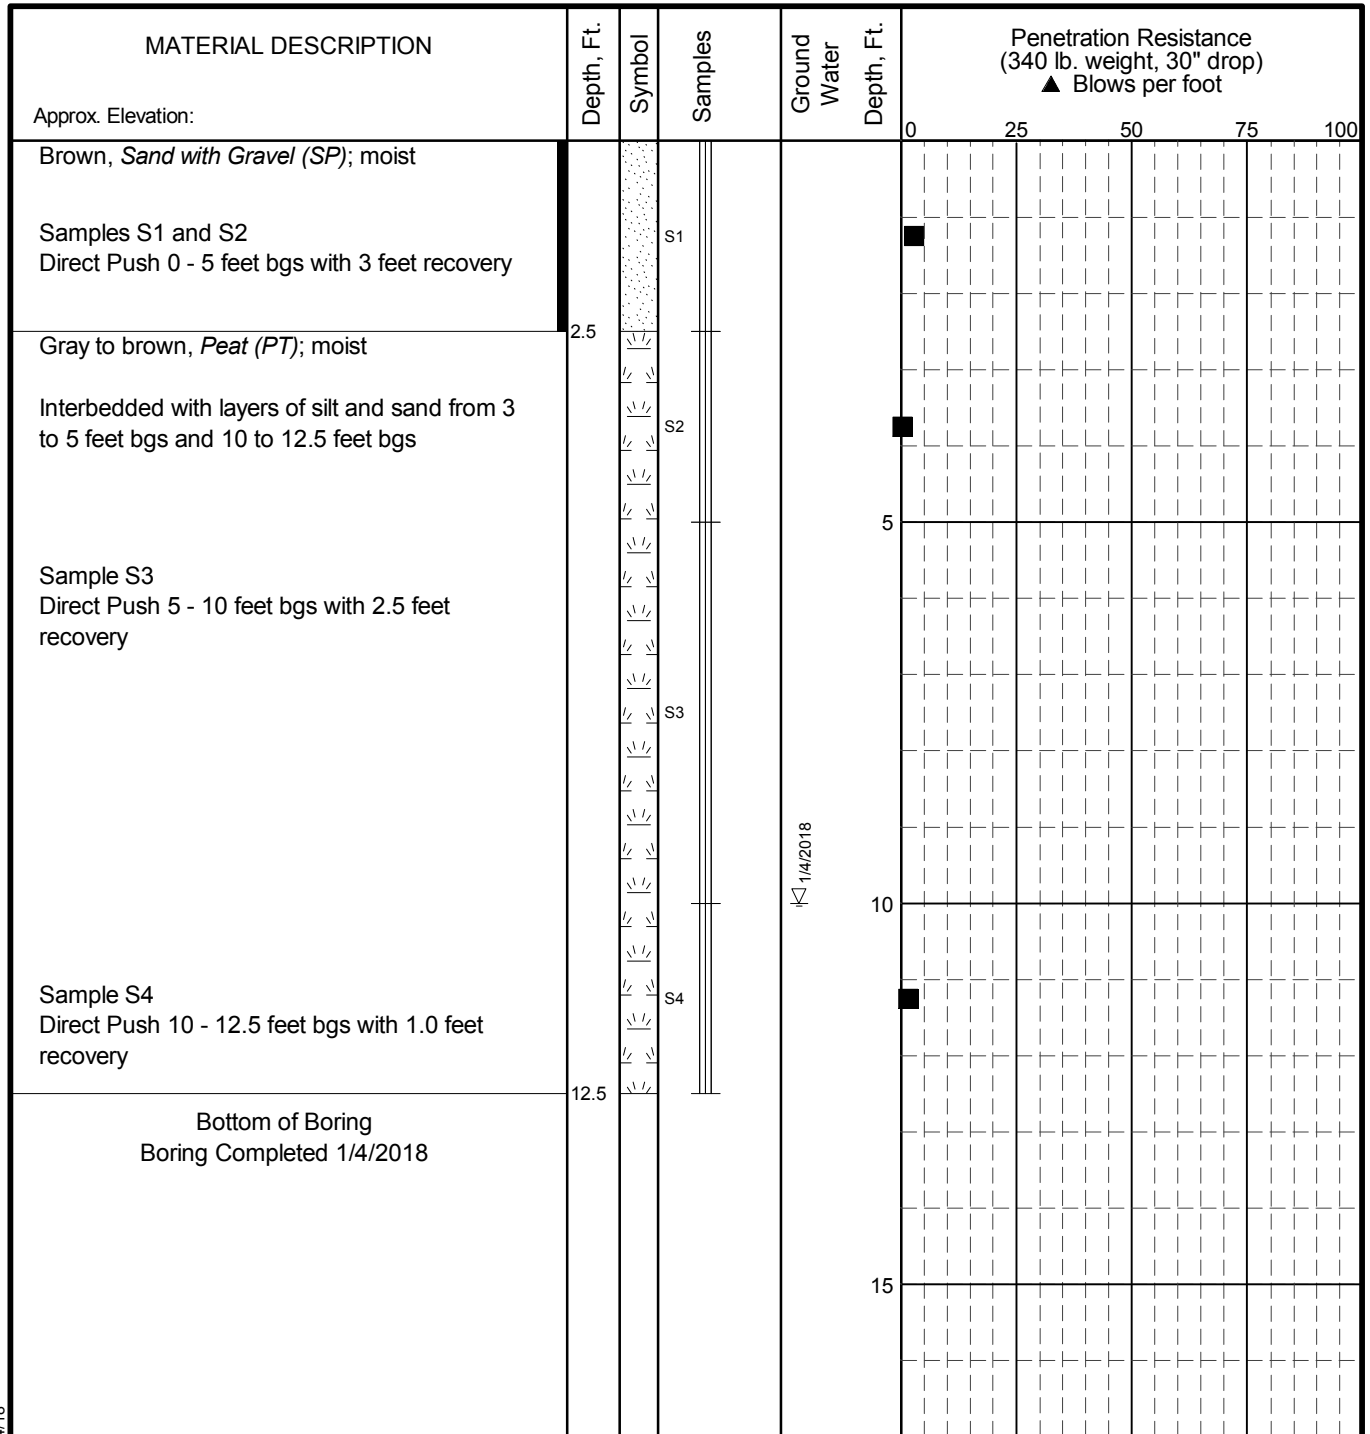 MATERIAL DESCRIPTION
Approx. Elevation:
Depth, Ft.
Symbol
Samples
Ground
Water
Depth, Ft.
Penetration Resistance
(340 lb. weight, 30" drop)
▲ Blows per foot
0 25 50 75 100
Brown, Sand with Gravel (SP); moist
Samples S1 and S2
Direct Push 0 - 5 feet bgs with 3 feet recovery
S1
2.5
Gray to brown, Peat (PT); moist
Interbedded with layers of silt and sand from 3
to 5 feet bgs and 10 to 12.5 feet bgs
S2
5
Sample S3
Direct Push 5 - 10 feet bgs with 2.5 feet
recovery
S3
1/4/2018
10
Sample S4
Direct Push 10 - 12.5 feet bgs with 1.0 feet
recovery
S4
12.5
Bottom of Boring
Boring Completed 1/4/2018
15